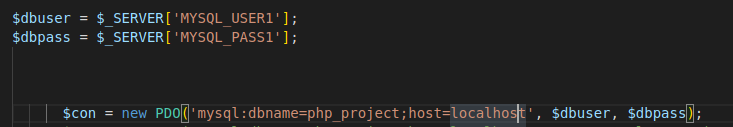 $dbuser = $_SERVER['MYSQL_USER1'];
$dbpass = $_SERVER['MYSQL_PASS1'];
$con = new PDO('mysql:dbname=php_project;host=localhost', $dbuser, $dbpass);